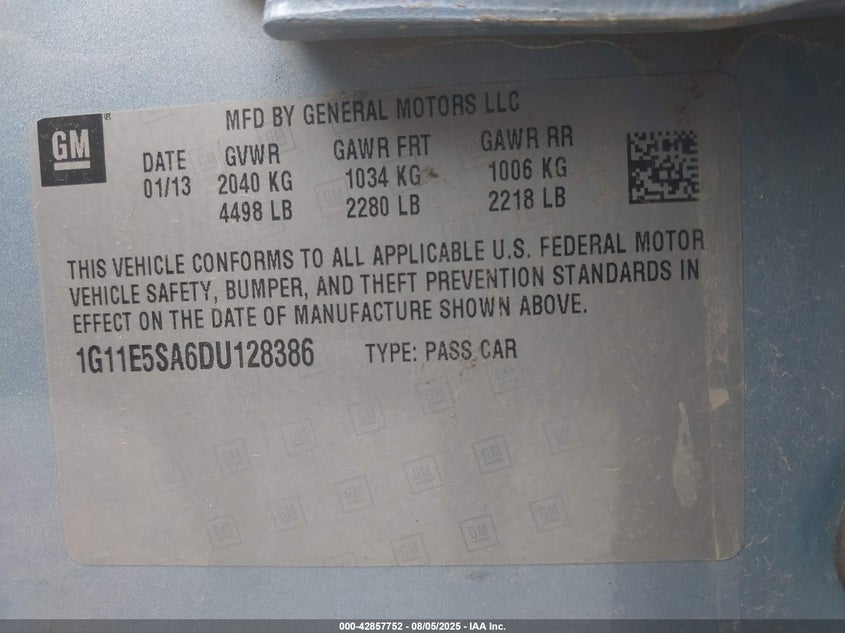 GM
MFD BY GENERAL MOTORS LLC
DATE GVWR GAWR FRT GAWR RR
01/13 2040 KG 1034 KG 1006 KG
4498 LB 2280 LB 2218 LB
THIS VEHICLE CONFORMS TO ALL APPLICABLE U.S. FEDERAL MOTOR
VEHICLE SAFETY, BUMPER, AND THEFT PREVENTION STANDARDS IN
EFFECT ON THE DATE OF MANUFACTURE SHOWN ABOVE.
1G11E5SA6DU128386 TYPE: PASS CAR
000-42857752 — 08/05/2025 — IAA Inc.